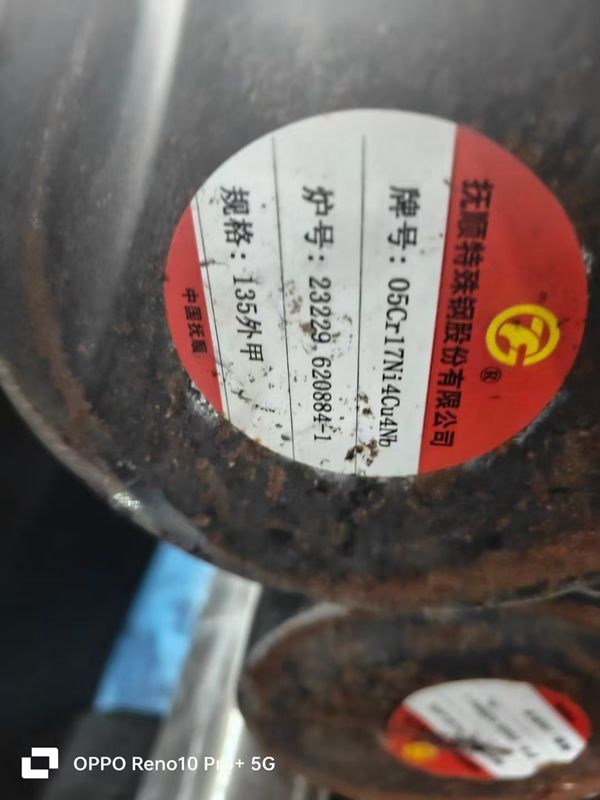 ®
抚顺特殊钢股份有限公司
牌号: 05Cr17Ni4Cu4Nb
炉号: 23229 620884-1
规格: 135外甲
中国抚顺
OPPO Reno10 Pro+ 5G